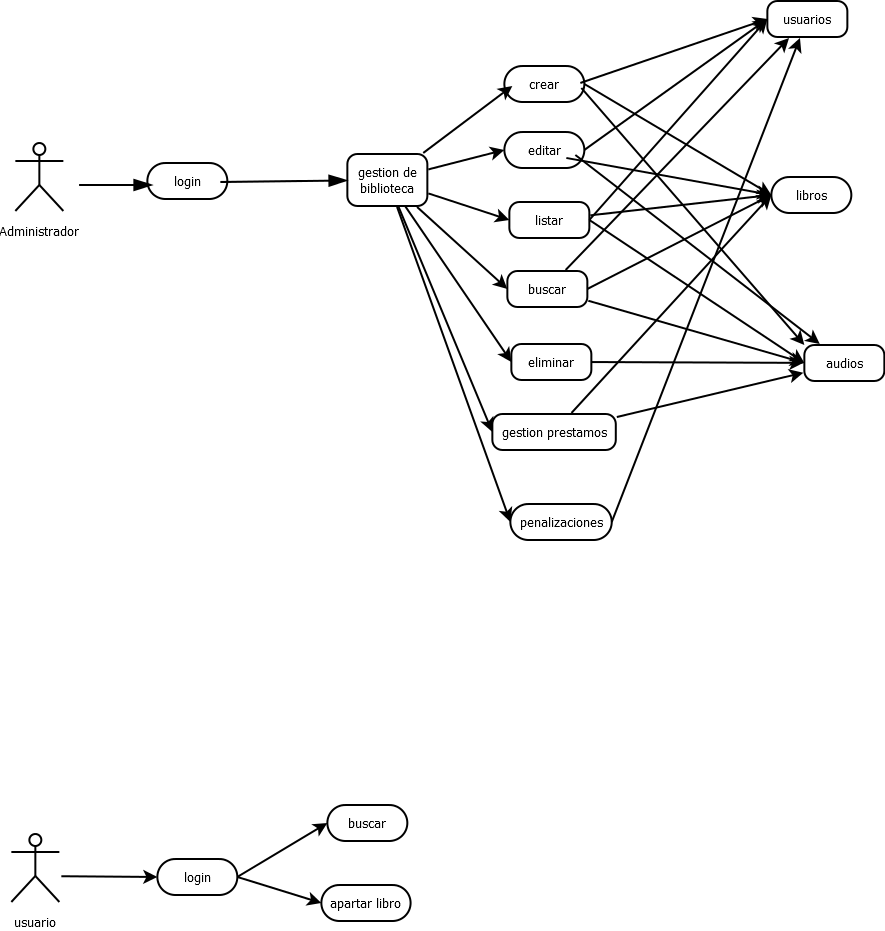 usuarios
crear
editar
gestion de
biblioteca
login
libros
listar
Administrador
buscar
eliminar
audios
gestion prestamos
penalizaciones
buscar
login
apartar libro
usuario